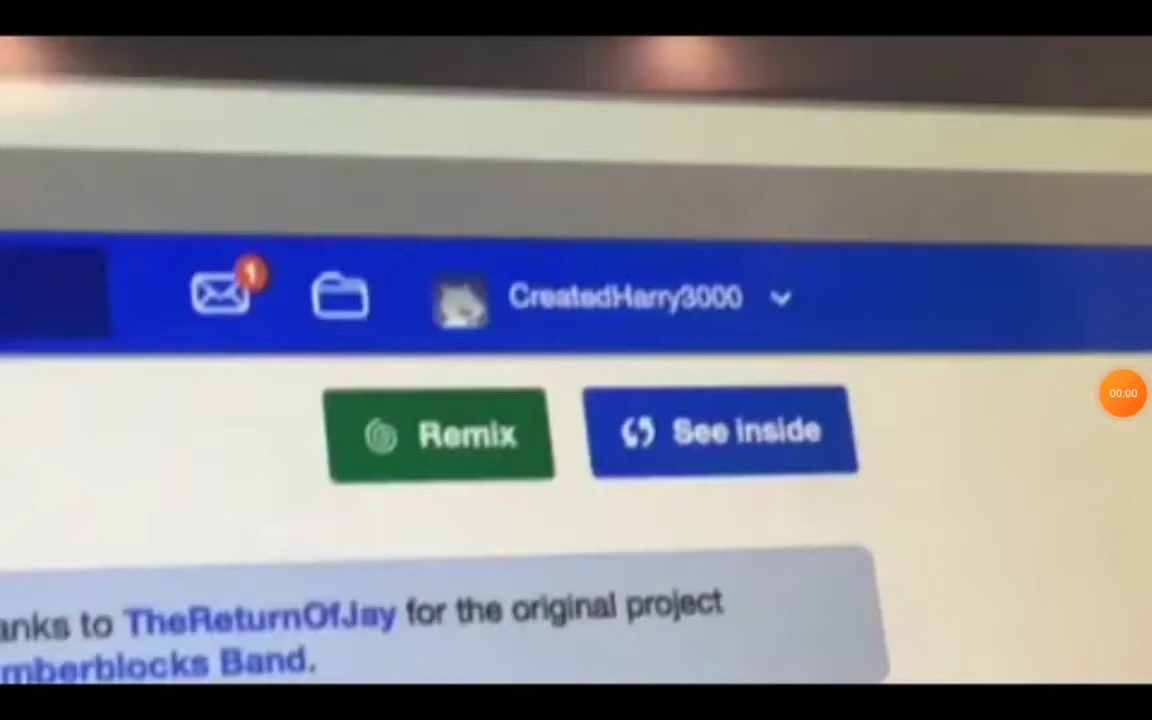 1
CreatedHarry3000
Remix
See inside
00:00
anks to TheReturnOfJay for the original project
mberblocks Band.